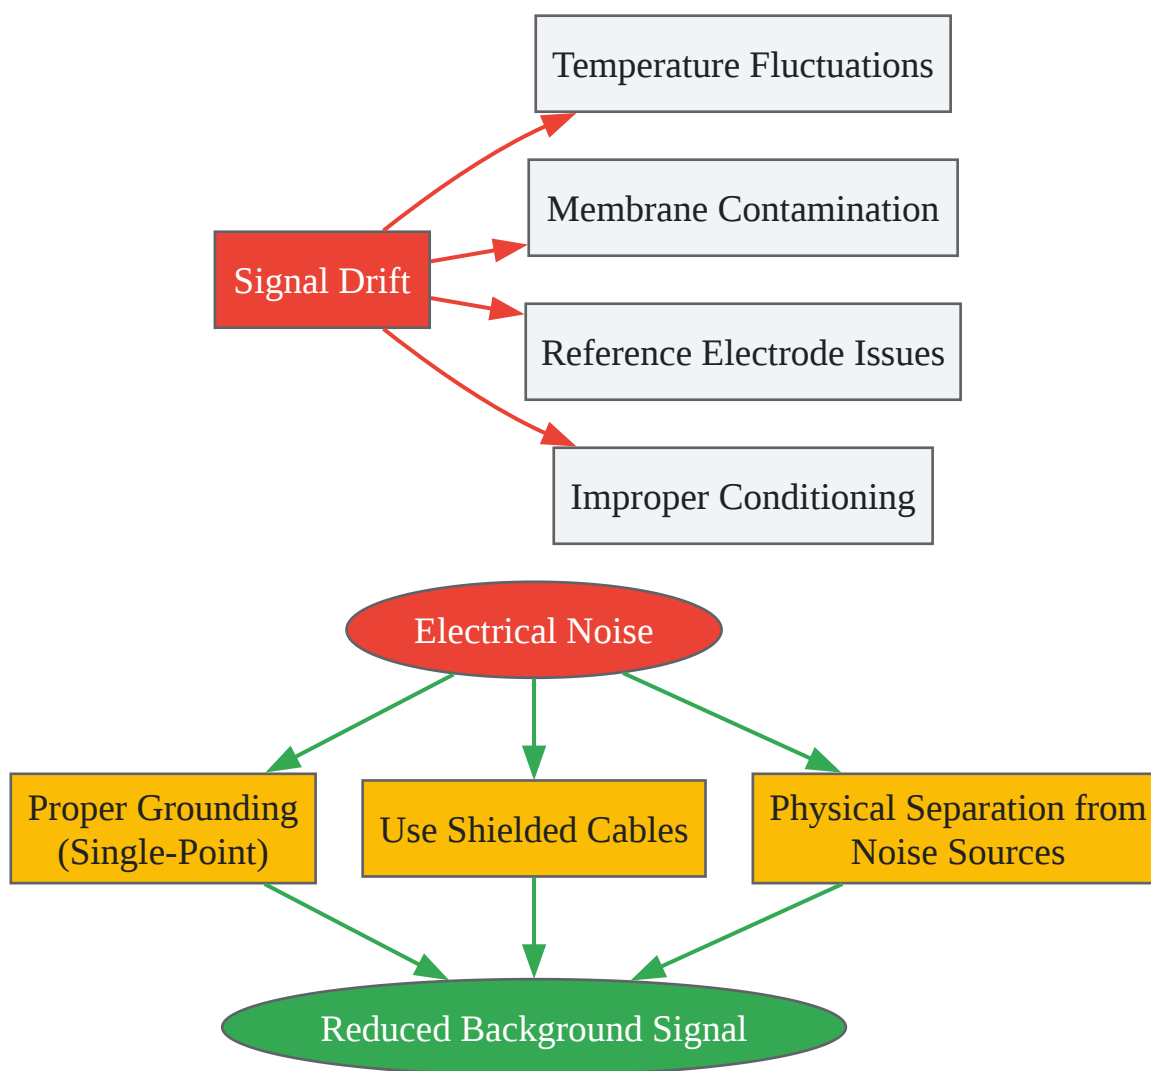 Temperature Fluctuations
Membrane Contamination
Signal Drift
Reference Electrode Issues
Improper Conditioning
Electrical Noise
Proper Grounding
(Single-Point)
Use Shielded Cables
Physical Separation from
Noise Sources
Reduced Background Signal